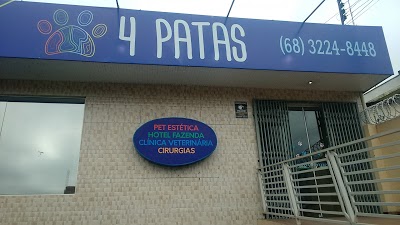 4 PATAS (68) 3224-8448
PET ESTÉTICA
HOTEL FAZENDA
CLÍNICA VETERINÁRIA
CIRURGIAS